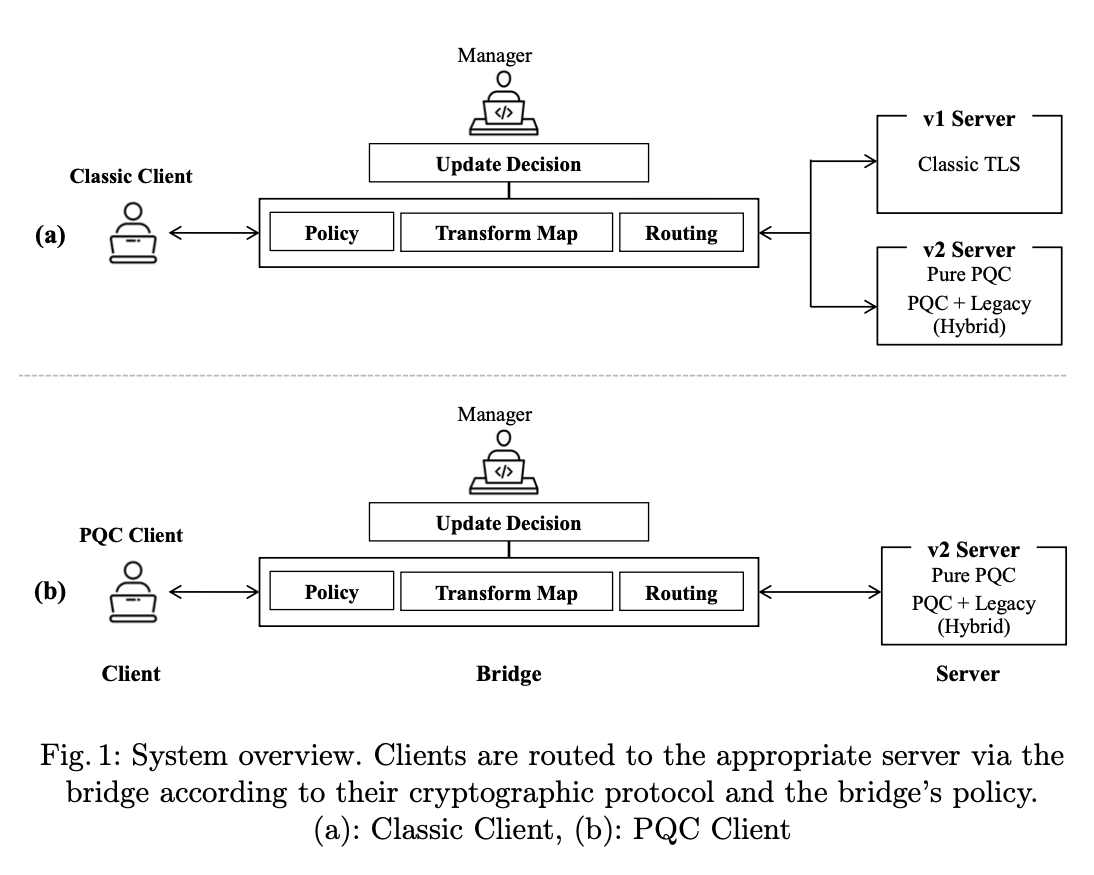 Manager
Update Decision
Classic Client
(a)
Policy
Transform Map
Routing
</>
v1 Server
Classic TLS
v2 Server
Pure PQC
PQC + Legacy
(Hybrid)
Manager
</>
Update Decision
PQC Client
(b)
Policy
Transform Map
Routing
v2 Server
Pure PQC
PQC + Legacy
(Hybrid)
Client
Bridge
Server
Fig. 1: System overview. Clients are routed to the appropriate server via the
bridge according to their cryptographic protocol and the bridge's policy.
(a): Classic Client, (b): PQC Client